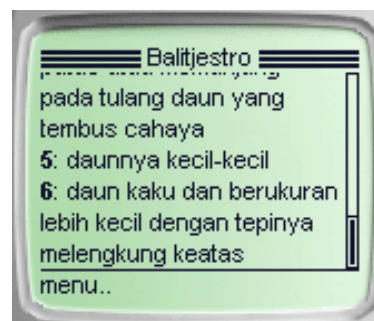 Balitjestro
pada tulang daun yang
tembus cahaya
5: daunnya kecil-kecil
6: daun kaku dan berukuran
lebih kecil dengan tepinya
melengkung keatas
menu..